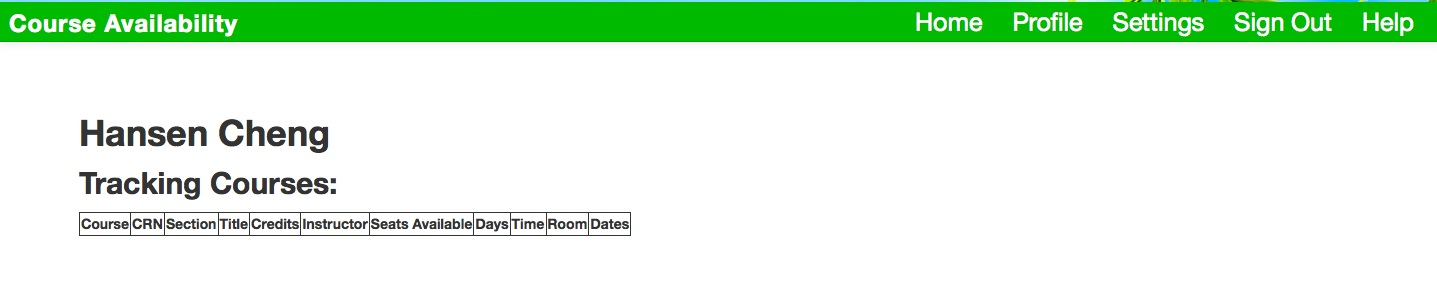 Course Availability Home Profile Settings Sign Out Help
Hansen Cheng
Tracking Courses:
Course CRN Section Title Credits Instructor Seats Available Days Time Room Dates